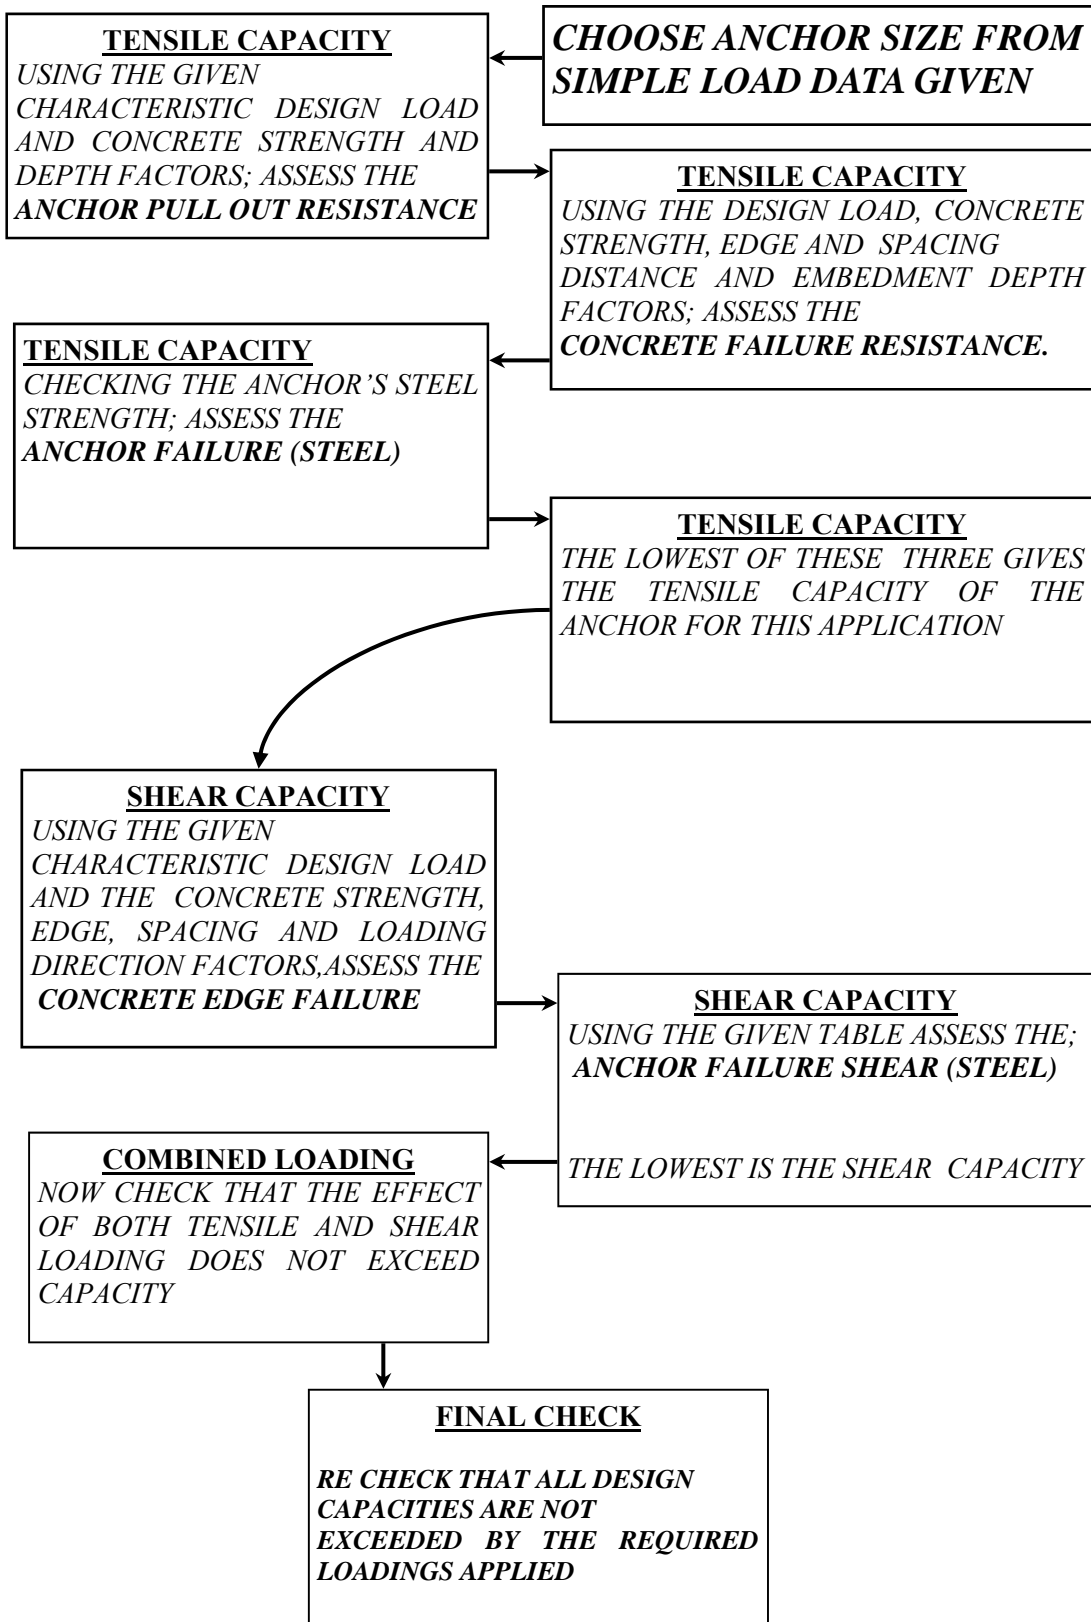 CHOOSE ANCHOR SIZE FROM
SIMPLE LOAD DATA GIVEN
TENSILE CAPACITY
USING THE GIVEN
CHARACTERISTIC DESIGN LOAD
AND CONCRETE STRENGTH AND
DEPTH FACTORS; ASSESS THE
ANCHOR PULL OUT RESISTANCE
TENSILE CAPACITY
USING THE DESIGN LOAD, CONCRETE
STRENGTH, EDGE AND SPACING
DISTANCE AND EMBEDMENT DEPTH
FACTORS; ASSESS THE
CONCRETE FAILURE RESISTANCE.
TENSILE CAPACITY
CHECKING THE ANCHOR'S STEEL
STRENGTH; ASSESS THE
ANCHOR FAILURE (STEEL)
TENSILE CAPACITY
THE LOWEST OF THESE THREE GIVES
THE TENSILE CAPACITY OF THE
ANCHOR FOR THIS APPLICATION
SHEAR CAPACITY
USING THE GIVEN
CHARACTERISTIC DESIGN LOAD
AND THE CONCRETE STRENGTH,
EDGE, SPACING AND LOADING
DIRECTION FACTORS,ASSESS THE
CONCRETE EDGE FAILURE
SHEAR CAPACITY
USING THE GIVEN TABLE ASSESS THE;
ANCHOR FAILURE SHEAR (STEEL)
THE LOWEST IS THE SHEAR CAPACITY
COMBINED LOADING
NOW CHECK THAT THE EFFECT
OF BOTH TENSILE AND SHEAR
LOADING DOES NOT EXCEED
CAPACITY
FINAL CHECK
RE CHECK THAT ALL DESIGN
CAPACITIES ARE NOT
EXCEEDED BY THE REQUIRED
LOADINGS APPLIED